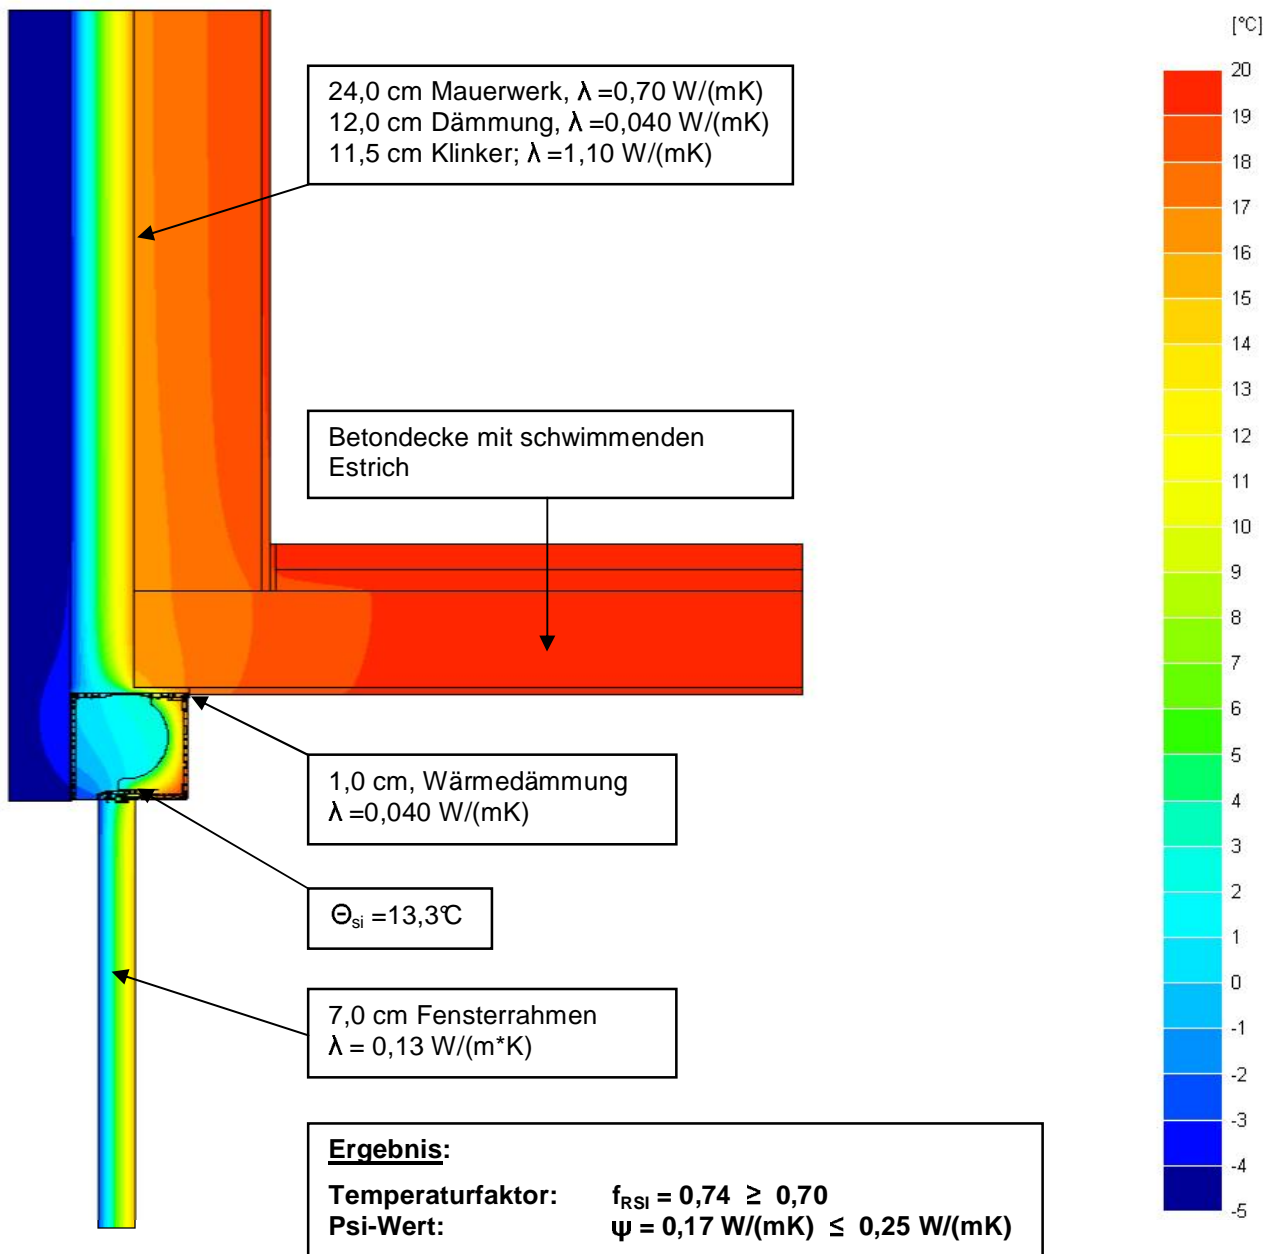 [°C]
24,0 cm Mauerwerk, λ =0,70 W/(mK)
12,0 cm Dämmung, λ =0,040 W/(mK)
11,5 cm Klinker; λ =1,10 W/(mK)
Betondecke mit schwimmenden
Estrich
1,0 cm, Wärmedämmung
λ =0,040 W/(mK)
Θsi =13,3°C
7,0 cm Fensterrahmen
λ = 0,13 W/(m*K)
Ergebnis:
Temperaturfaktor: fRSI = 0,74 ≥ 0,70
Psi-Wert: ψ = 0,17 W/(mK) ≤ 0,25 W/(mK)
20
19
18
17
16
15
14
13
12
11
10
9
8
7
6
5
4
3
2
1
0
-1
-2
-3
-4
-5